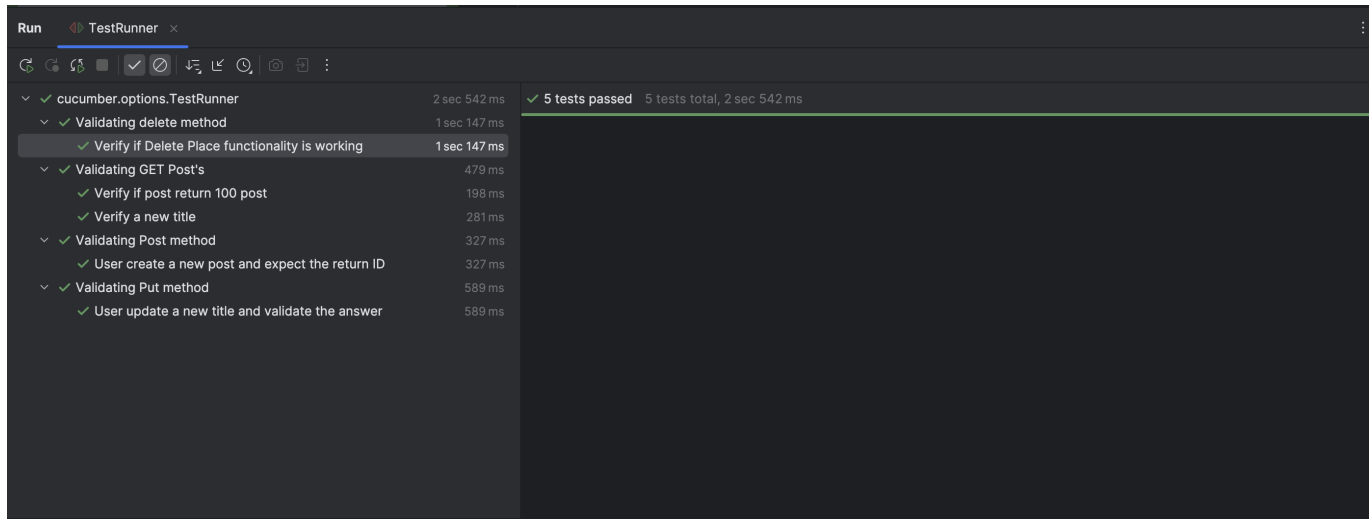 Run TestRunner ×
cucumber.options.TestRunner 2 sec 542 ms
Validating delete method 1 sec 147 ms
Verify if Delete Place functionality is working 1 sec 147 ms
Validating GET Post's 479 ms
Verify if post return 100 post 198 ms
Verify a new title 281 ms
Validating Post method 327 ms
User create a new post and expect the return ID 327 ms
Validating Put method 589 ms
User update a new title and validate the answer 589 ms
5 tests passed 5 tests total, 2 sec 542 ms